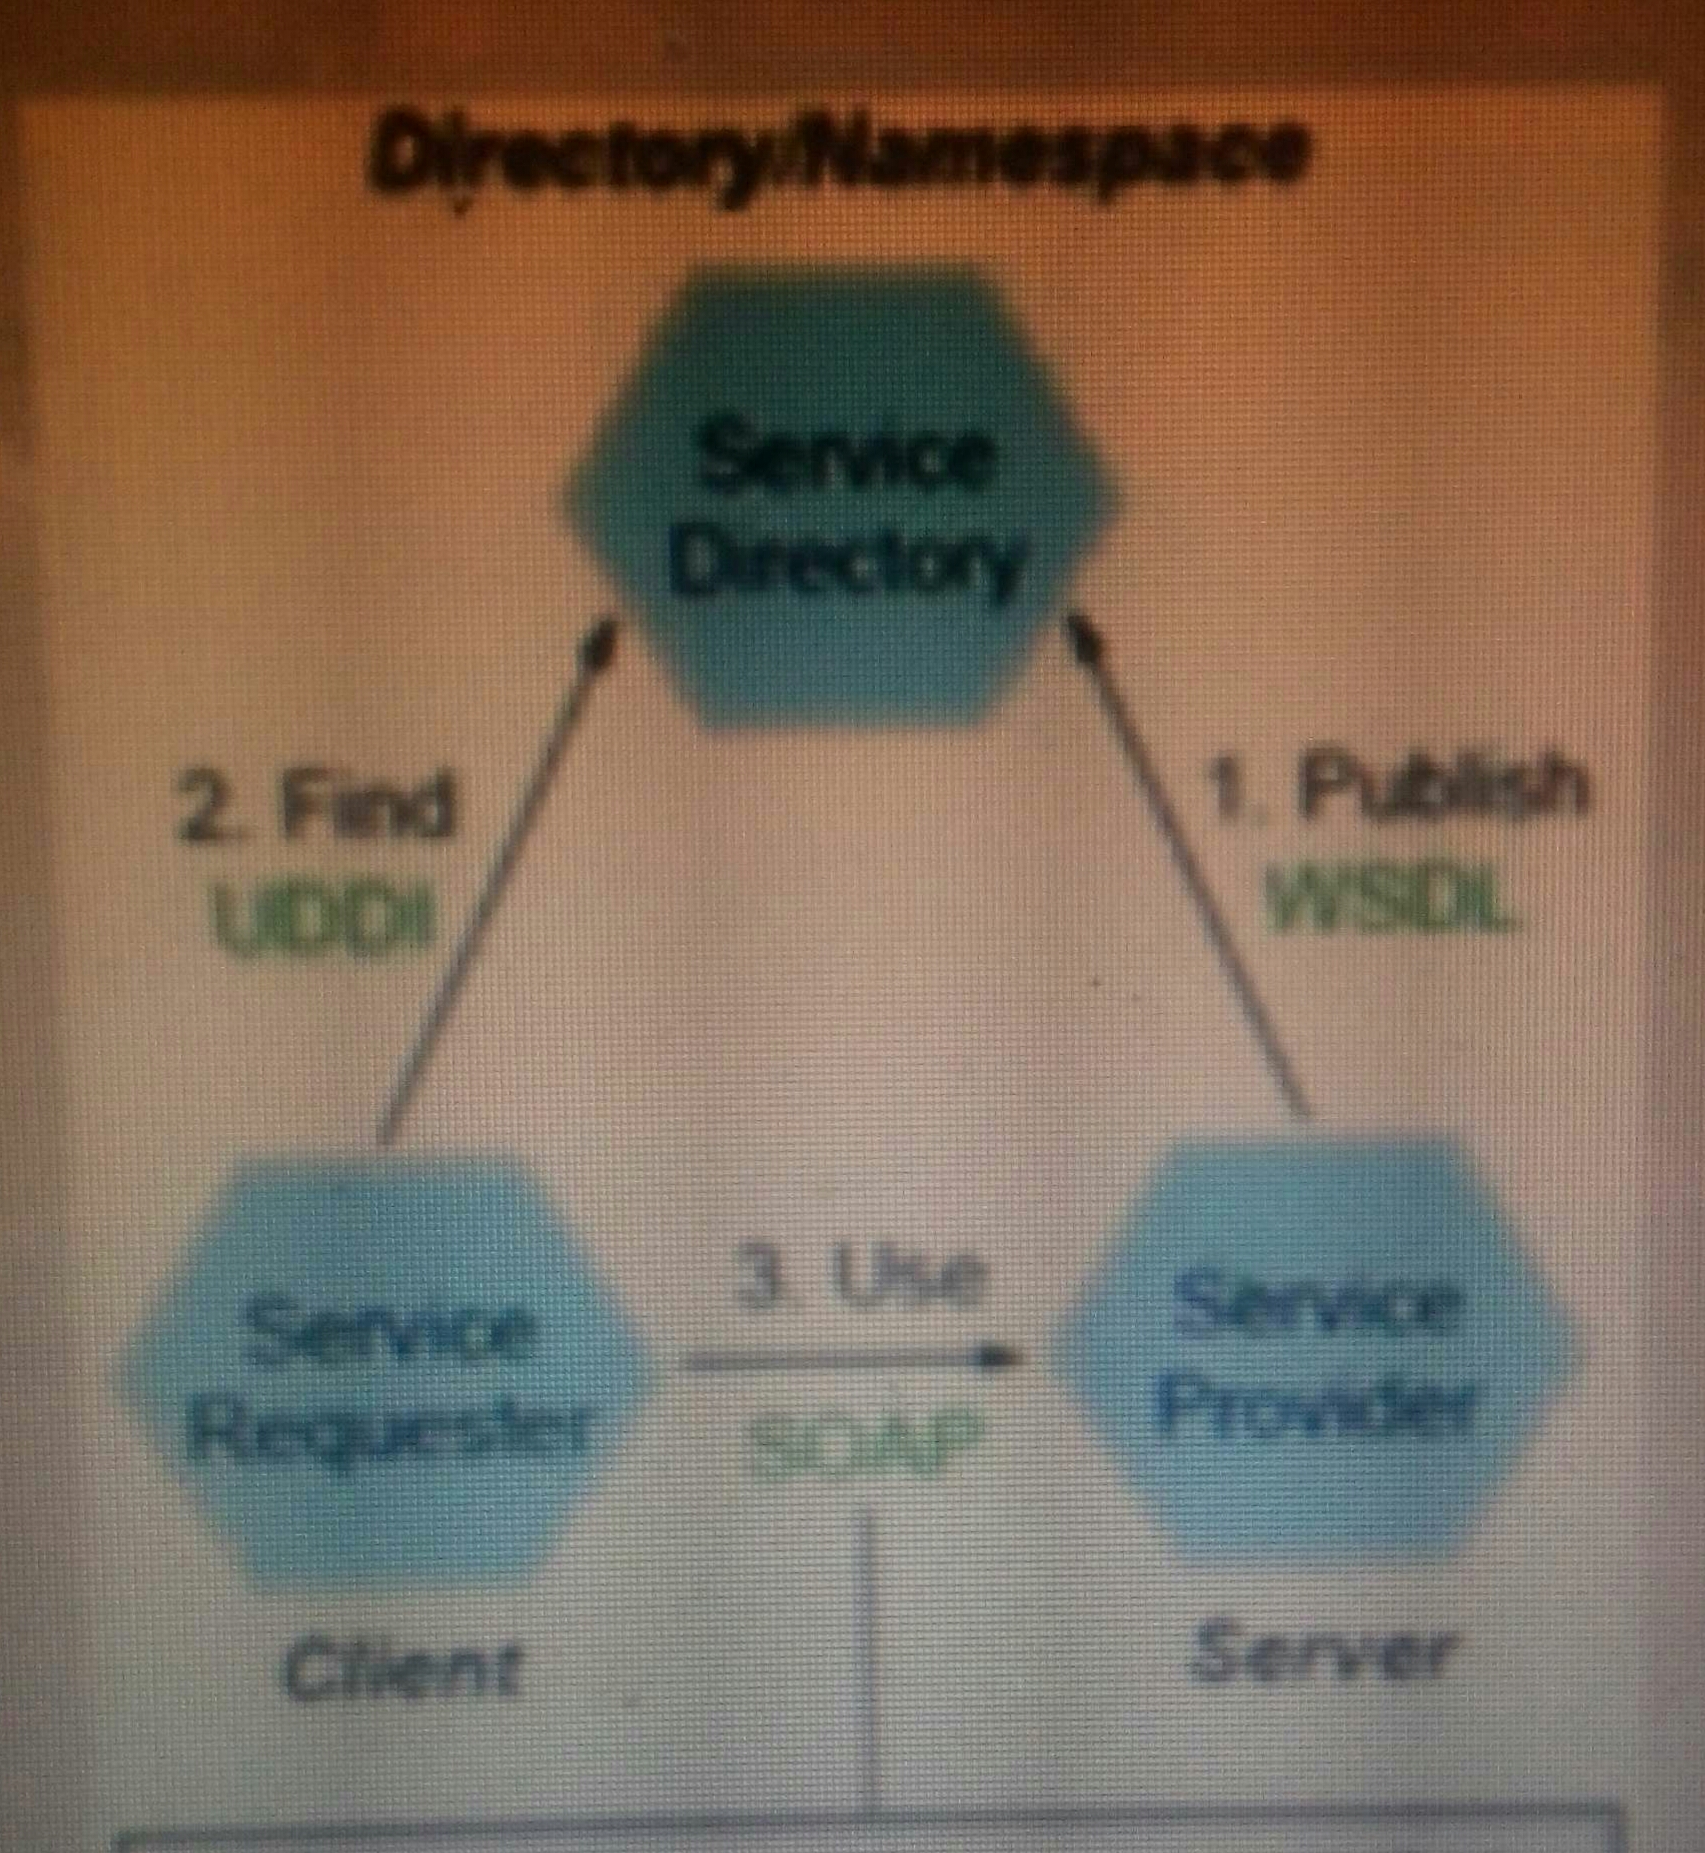 Directory/Namespace
Service
Directory
2. Find
UDDI
1. Publish
WSDL
3. Use
SOAP
Service
Requester
Service
Provider
Client
Server